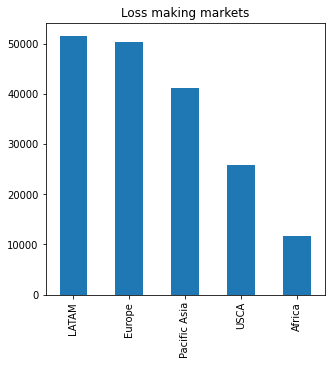 Loss making markets
50000
40000
30000
20000
10000
0
LATAM
Europe
Pacific Asia
USCA
Africa